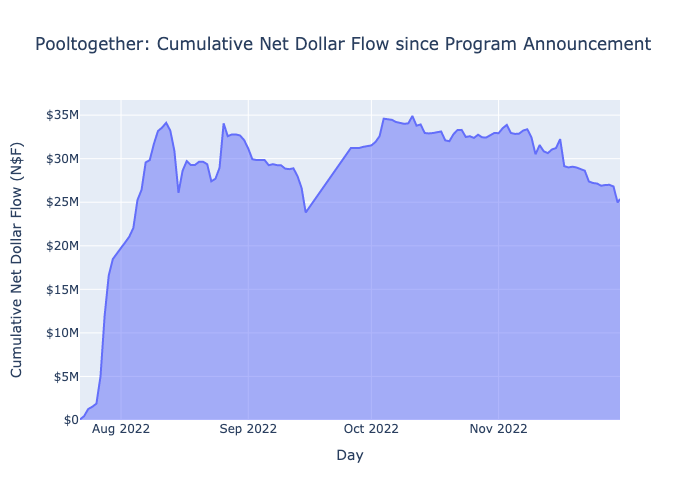 Pooltogether: Cumulative Net Dollar Flow since Program Announcement
Cumulative Net Dollar Flow (N$F)
$35M
$30M
$25M
$20M
$15M
$10M
$5M
$0
Aug 2022
Sep 2022
Oct 2022
Nov 2022
Day